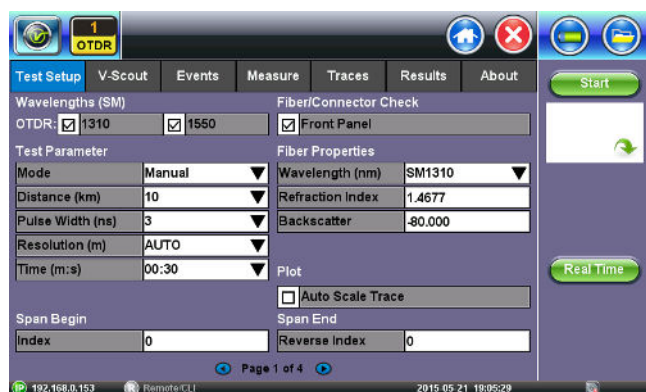 1
OTDR
Test Setup V-Scout Events Measure Traces Results About
Start
Wavelengths (SM) Fiber/Connector Check
OTDR: 1310 1550 Front Panel
Test Parameter Fiber Properties
Mode Manual Wavelength (nm) SM1310
Distance (km) 10 Refraction Index 1.4677
Pulse Width (ns) 3 Backscatter -80.000
Resolution (m) AUTO
Time (m:s) 00:30 Plot
Real Time
Auto Scale Trace
Span Begin Span End
Index 0 Reverse Index 0
Page 1 of 4
IP 192.168.0.153 R Remote/CLI 2015 05 21 19:05:29